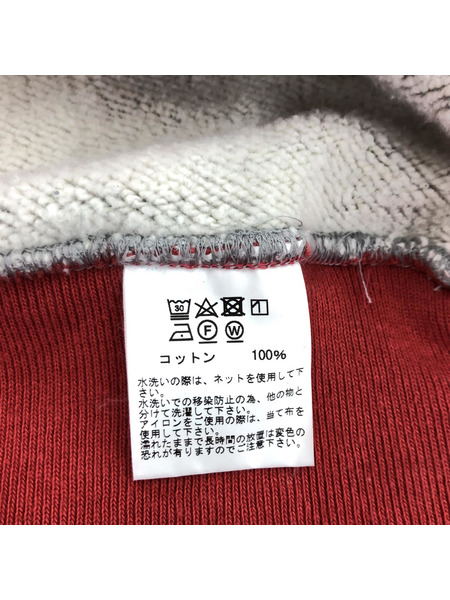 30
F W
コットン 100%
水洗いの際は、ネットを使用して下
さい。
水洗いでの移染防止の為、他の物と
分けて洗濯して下さい。
アイロンをご使用の際は、当て布を
使用して下さい。
濡れたままで長時間の放置は変色の
恐れが有りますのでご注意下さい。